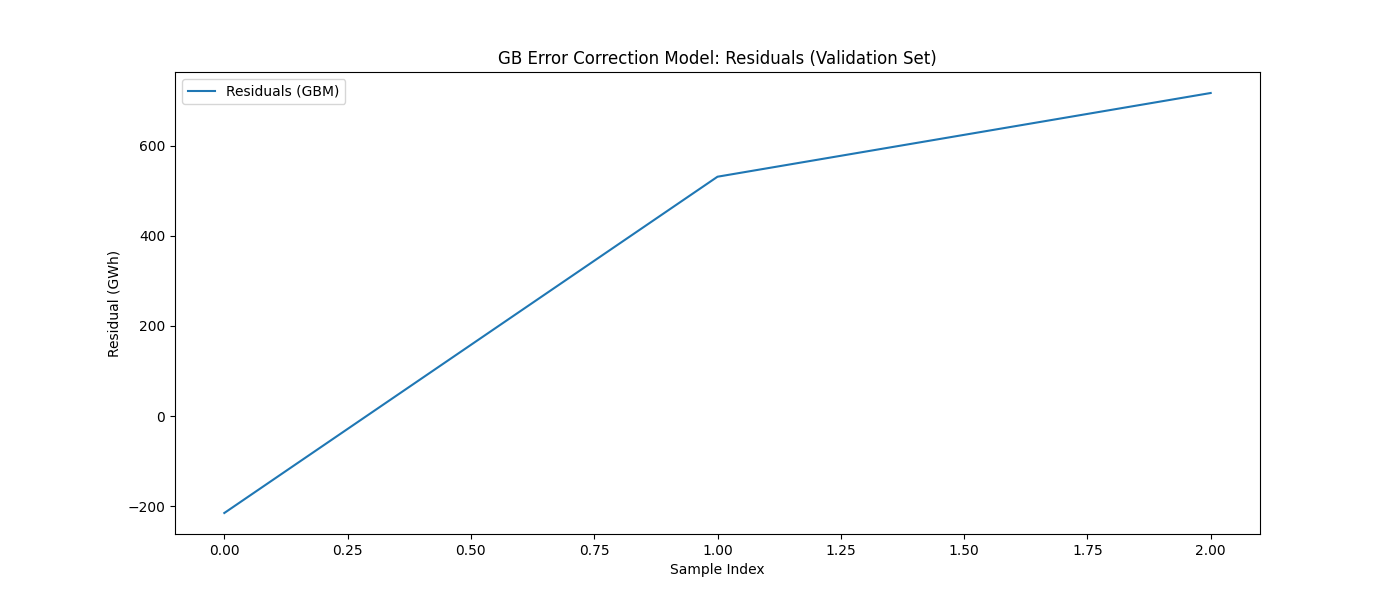 GB Error Correction Model: Residuals (Validation Set)
Residuals (GBM)
600
400
200
0
−200
Residual (GWh)
0.00 0.25 0.50 0.75 1.00 1.25 1.50 1.75 2.00
Sample Index